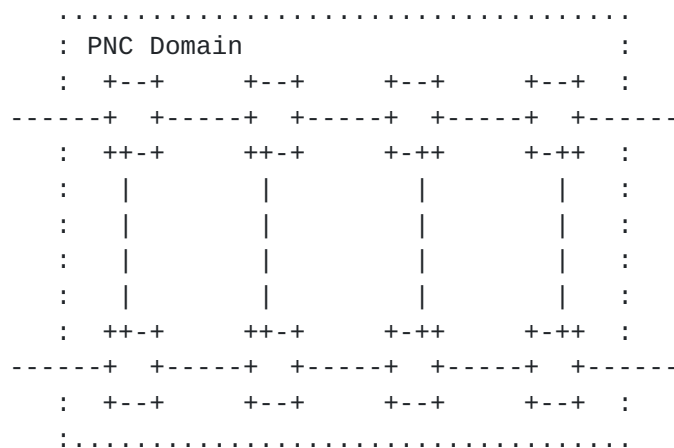 ....................................
: PNC Domain                        :
:  +--+     +--+     +--+     +--+  :
------+  +-----+  +-----+  +-----+  +------
:  ++-+     ++-+     +-++     +-++  :
:   |        |         |        |   :
:   |        |         |        |   :
:   |        |         |        |   :
:   |        |         |        |   :
:  ++-+     ++-+     +-++     +-++  :
------+  +-----+  +-----+  +-----+  +------
:  +--+     +--+     +--+     +--+  :
:....................................